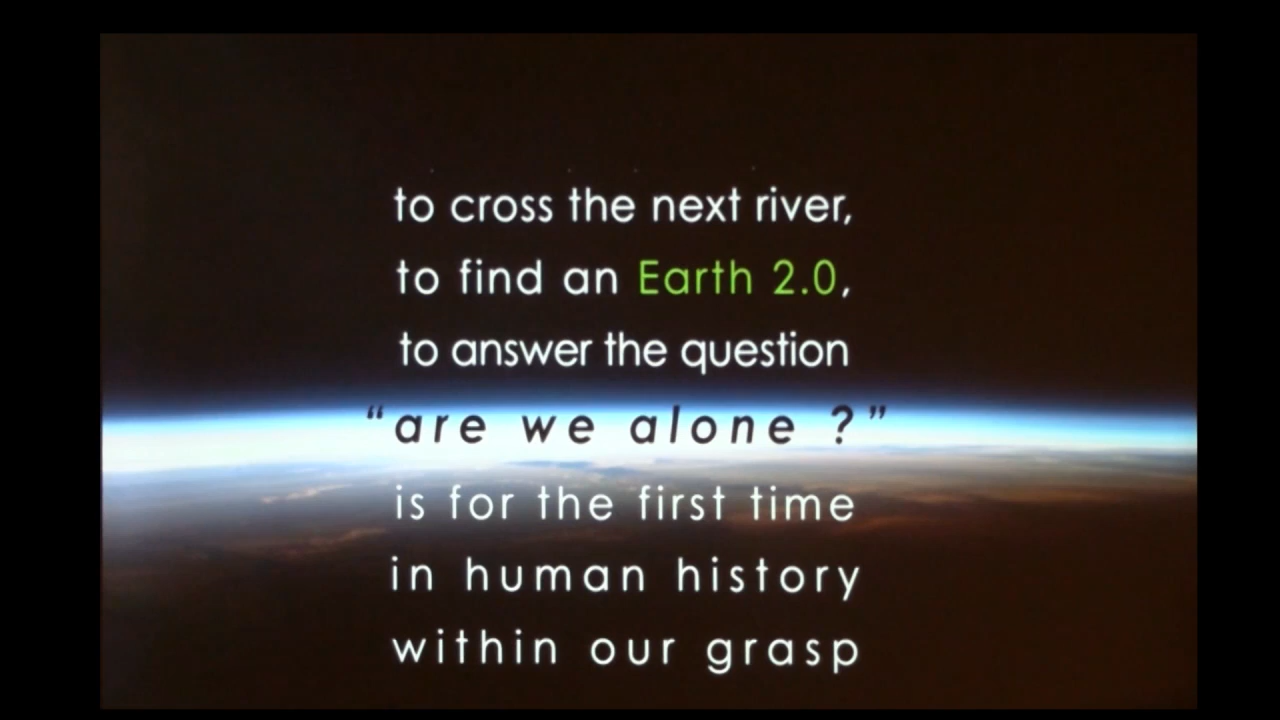 to cross the next river,
to find an Earth 2.0,
to answer the question
“are we alone ?”
is for the first time
in human history
within our grasp